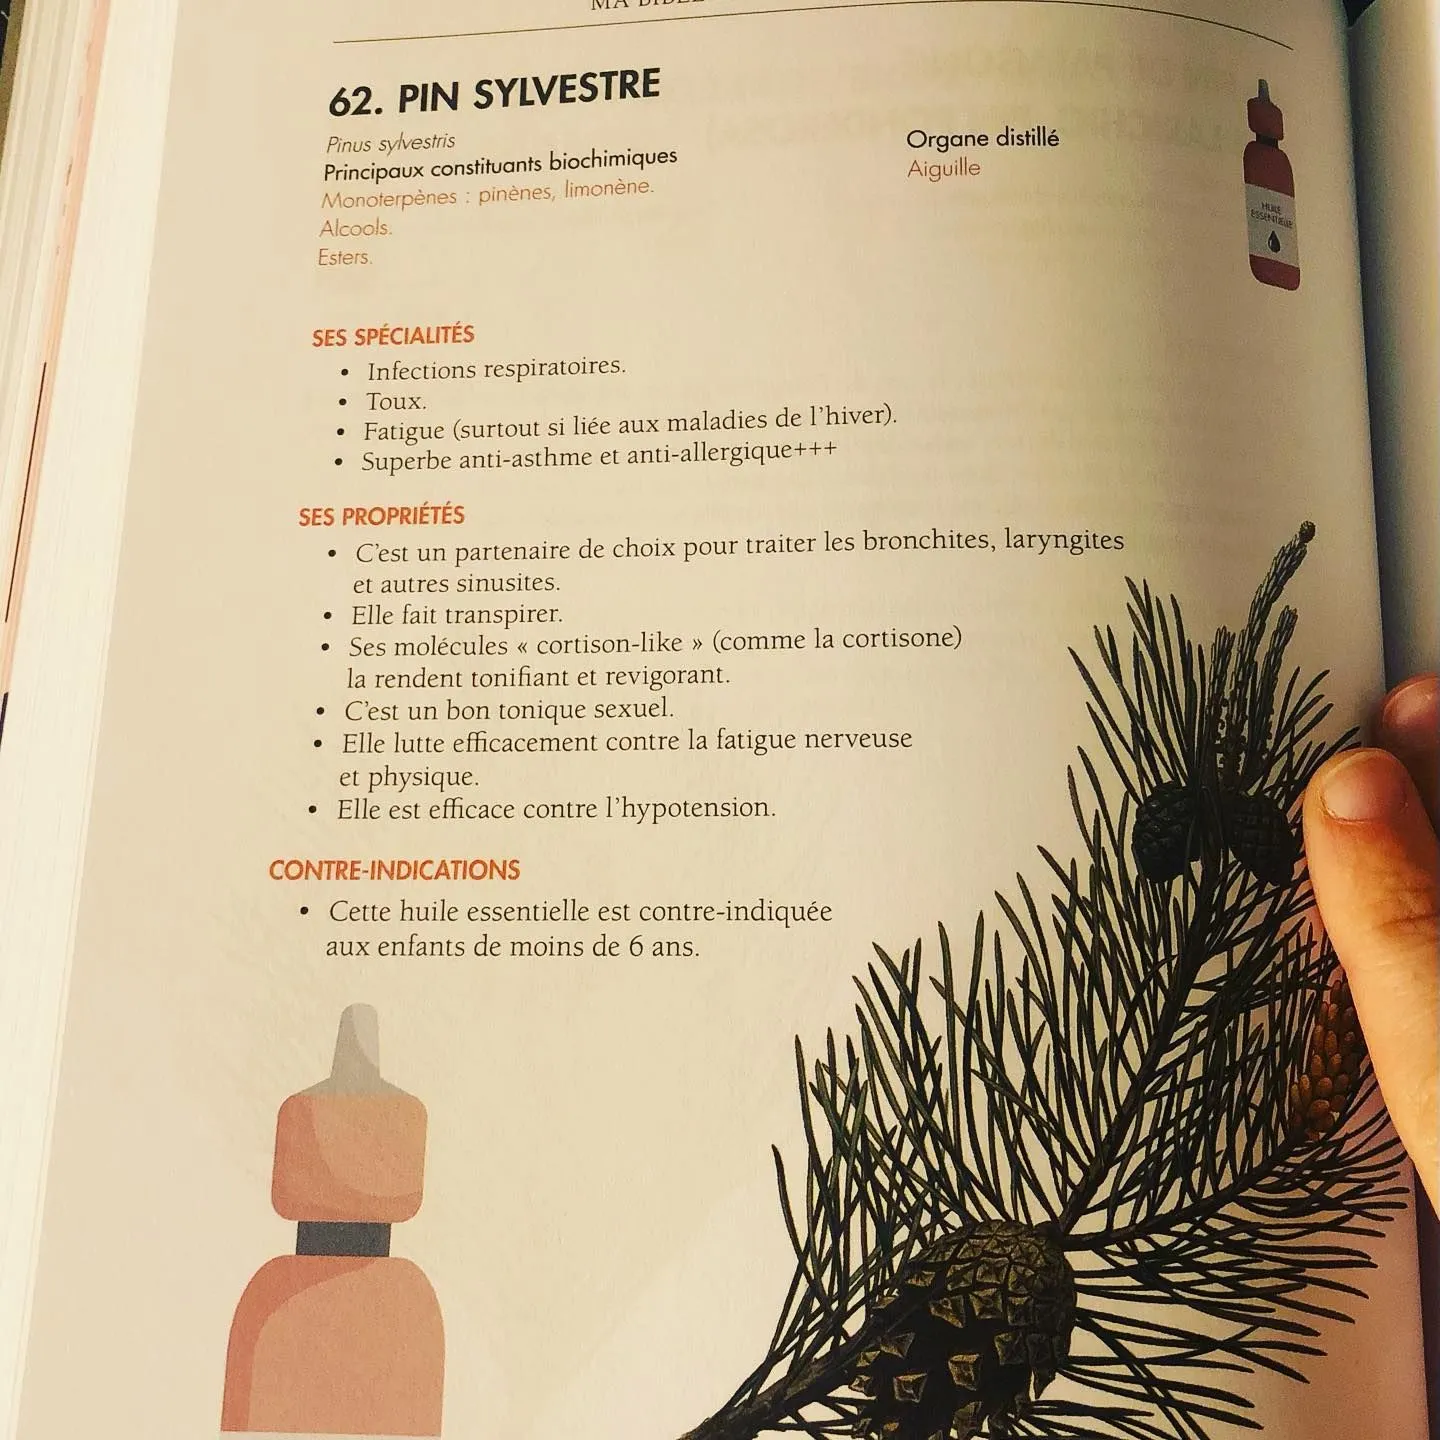 62. PIN SYLVESTRE
Pinus sylvestris
Principaux constituants biochimiques
Monoterpènes : pinènes, limonène.
Alcools.
Esters.
Organe distillé
Aiguille
HUILE
ESSENTIELLE
SES SPÉCIALITÉS
• Infections respiratoires.
• Toux.
• Fatigue (surtout si liée aux maladies de l'hiver).
• Superbe anti-asthme et anti-allergique+++
SES PROPRIÉTÉS
• C'est un partenaire de choix pour traiter les bronchites, laryngites
et autres sinusites.
• Elle fait transpirer.
• Ses molécules « cortison-like » (comme la cortisone)
la rendent tonifiant et revigorant.
• C'est un bon tonique sexuel.
• Elle lutte efficacement contre la fatigue nerveuse
et physique.
• Elle est efficace contre l'hypotension.
CONTRE-INDICATIONS
• Cette huile essentielle est contre-indiquée
aux enfants de moins de 6 ans.